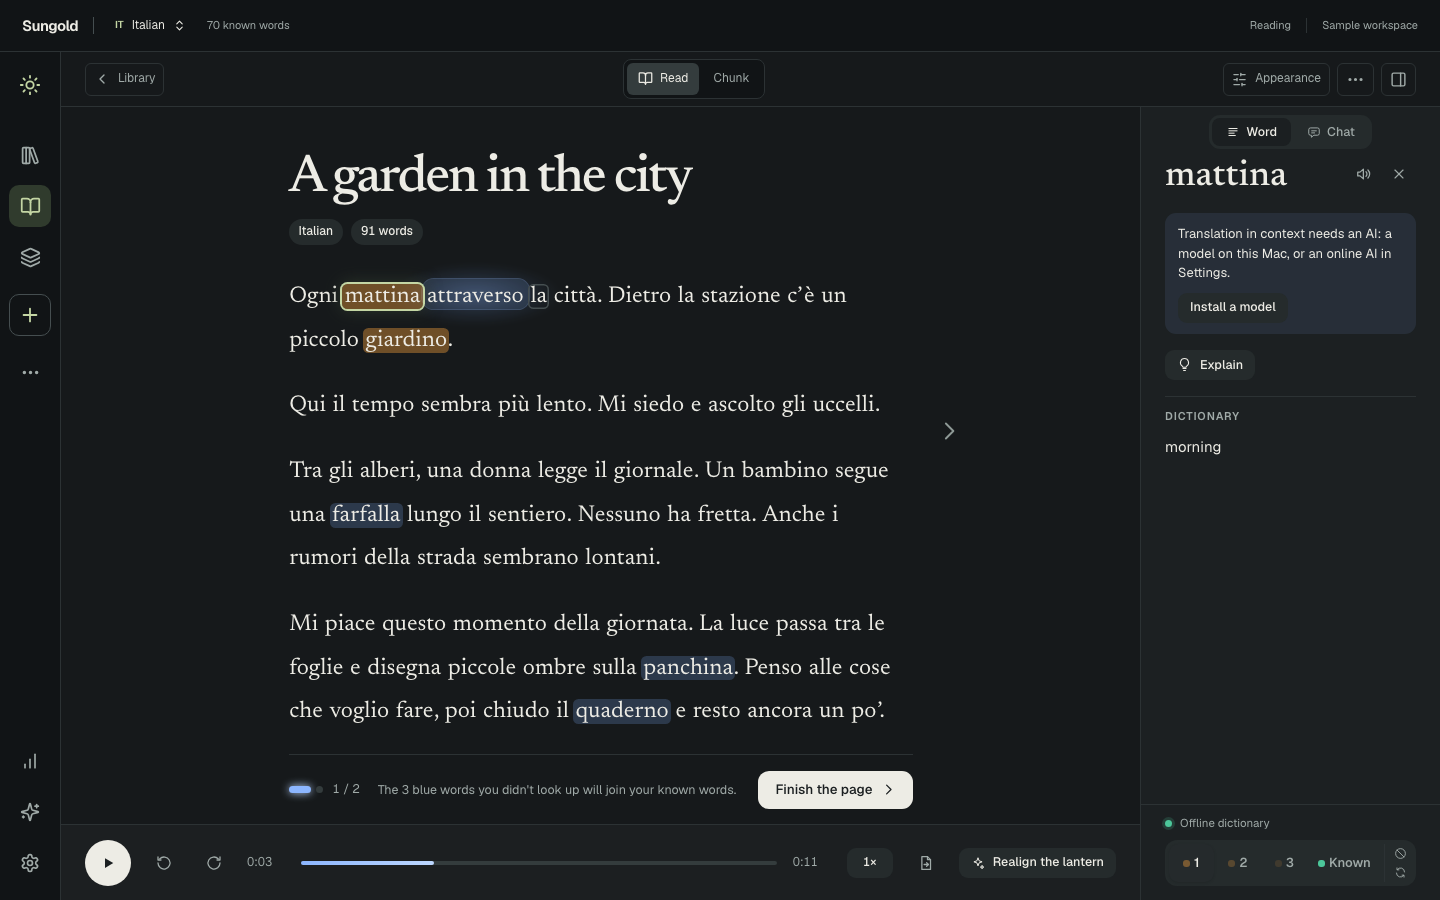 Sungold
IT Italian
70 known words
Reading
Sample workspace
Library
Read
Chunk
Appearance
Word
Chat
A garden in the city
Italian
91 words
Ogni mattina attraverso la città. Dietro la stazione c’è un
piccolo giardino.
Qui il tempo sembra più lento. Mi siedo e ascolto gli uccelli.
Tra gli alberi, una donna legge il giornale. Un bambino segue
una farfalla lungo il sentiero. Nessuno ha fretta. Anche i
rumori della strada sembrano lontani.
Mi piace questo momento della giornata. La luce passa tra le
foglie e disegna piccole ombre sulla panchina. Penso alle cose
che voglio fare, poi chiudo il quaderno e resto ancora un po’.
1 / 2
The 3 blue words you didn't look up will join your known words.
Finish the page
0:03
0:11
1×
Realign the lantern
mattina
Translation in context needs an AI: a
model on this Mac, or an online AI in
Settings.
Install a model
Explain
DICTIONARY
morning
Offline dictionary
1
2
3
Known